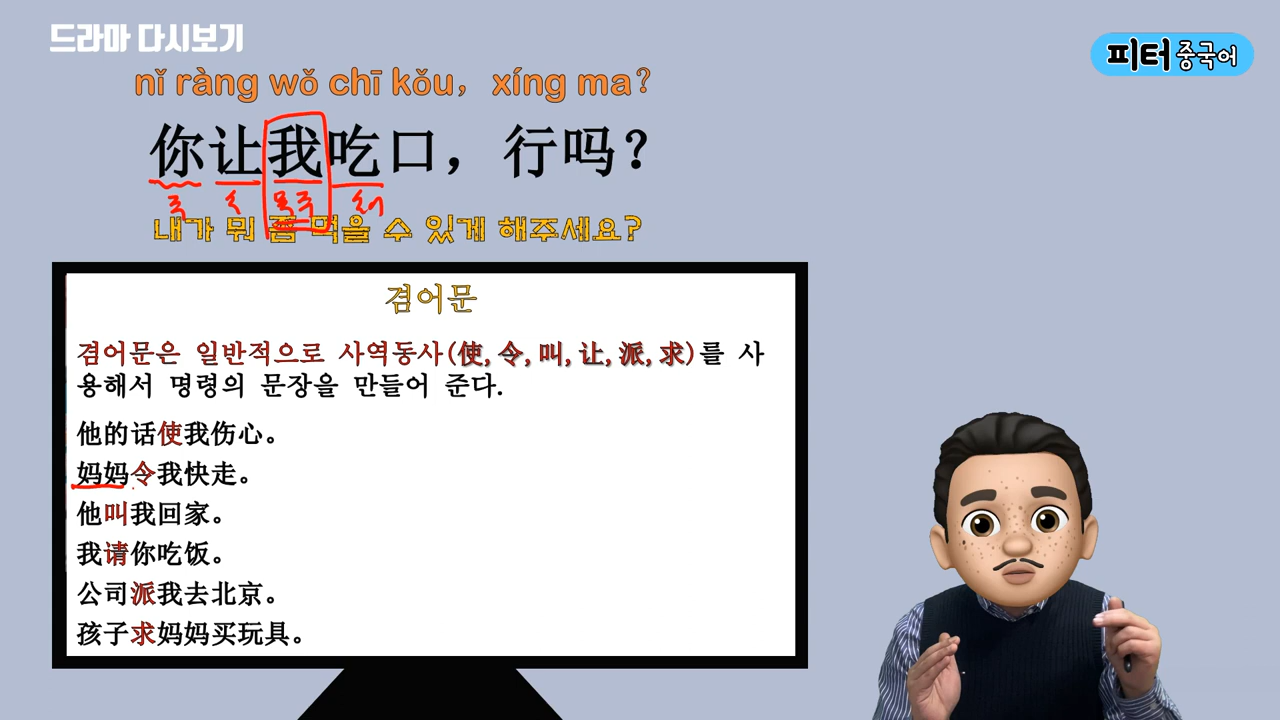 드라마 다시보기
피터 중국어
nǐ ràng wǒ chī kǒu, xíng ma?
你让我吃口，行吗？
주 술 목주 술어
내가 뭐 좀 먹을 수 있게 해주세요?
겸어문
겸어문은 일반적으로 사역동사(使,令,叫,让,派,求)를 사
용해서 명령의 문장을 만들어 준다.
他的话使我伤心。
妈妈令我快走。
他叫我回家。
我请你吃饭。
公司派我去北京。
孩子求妈妈买玩具。